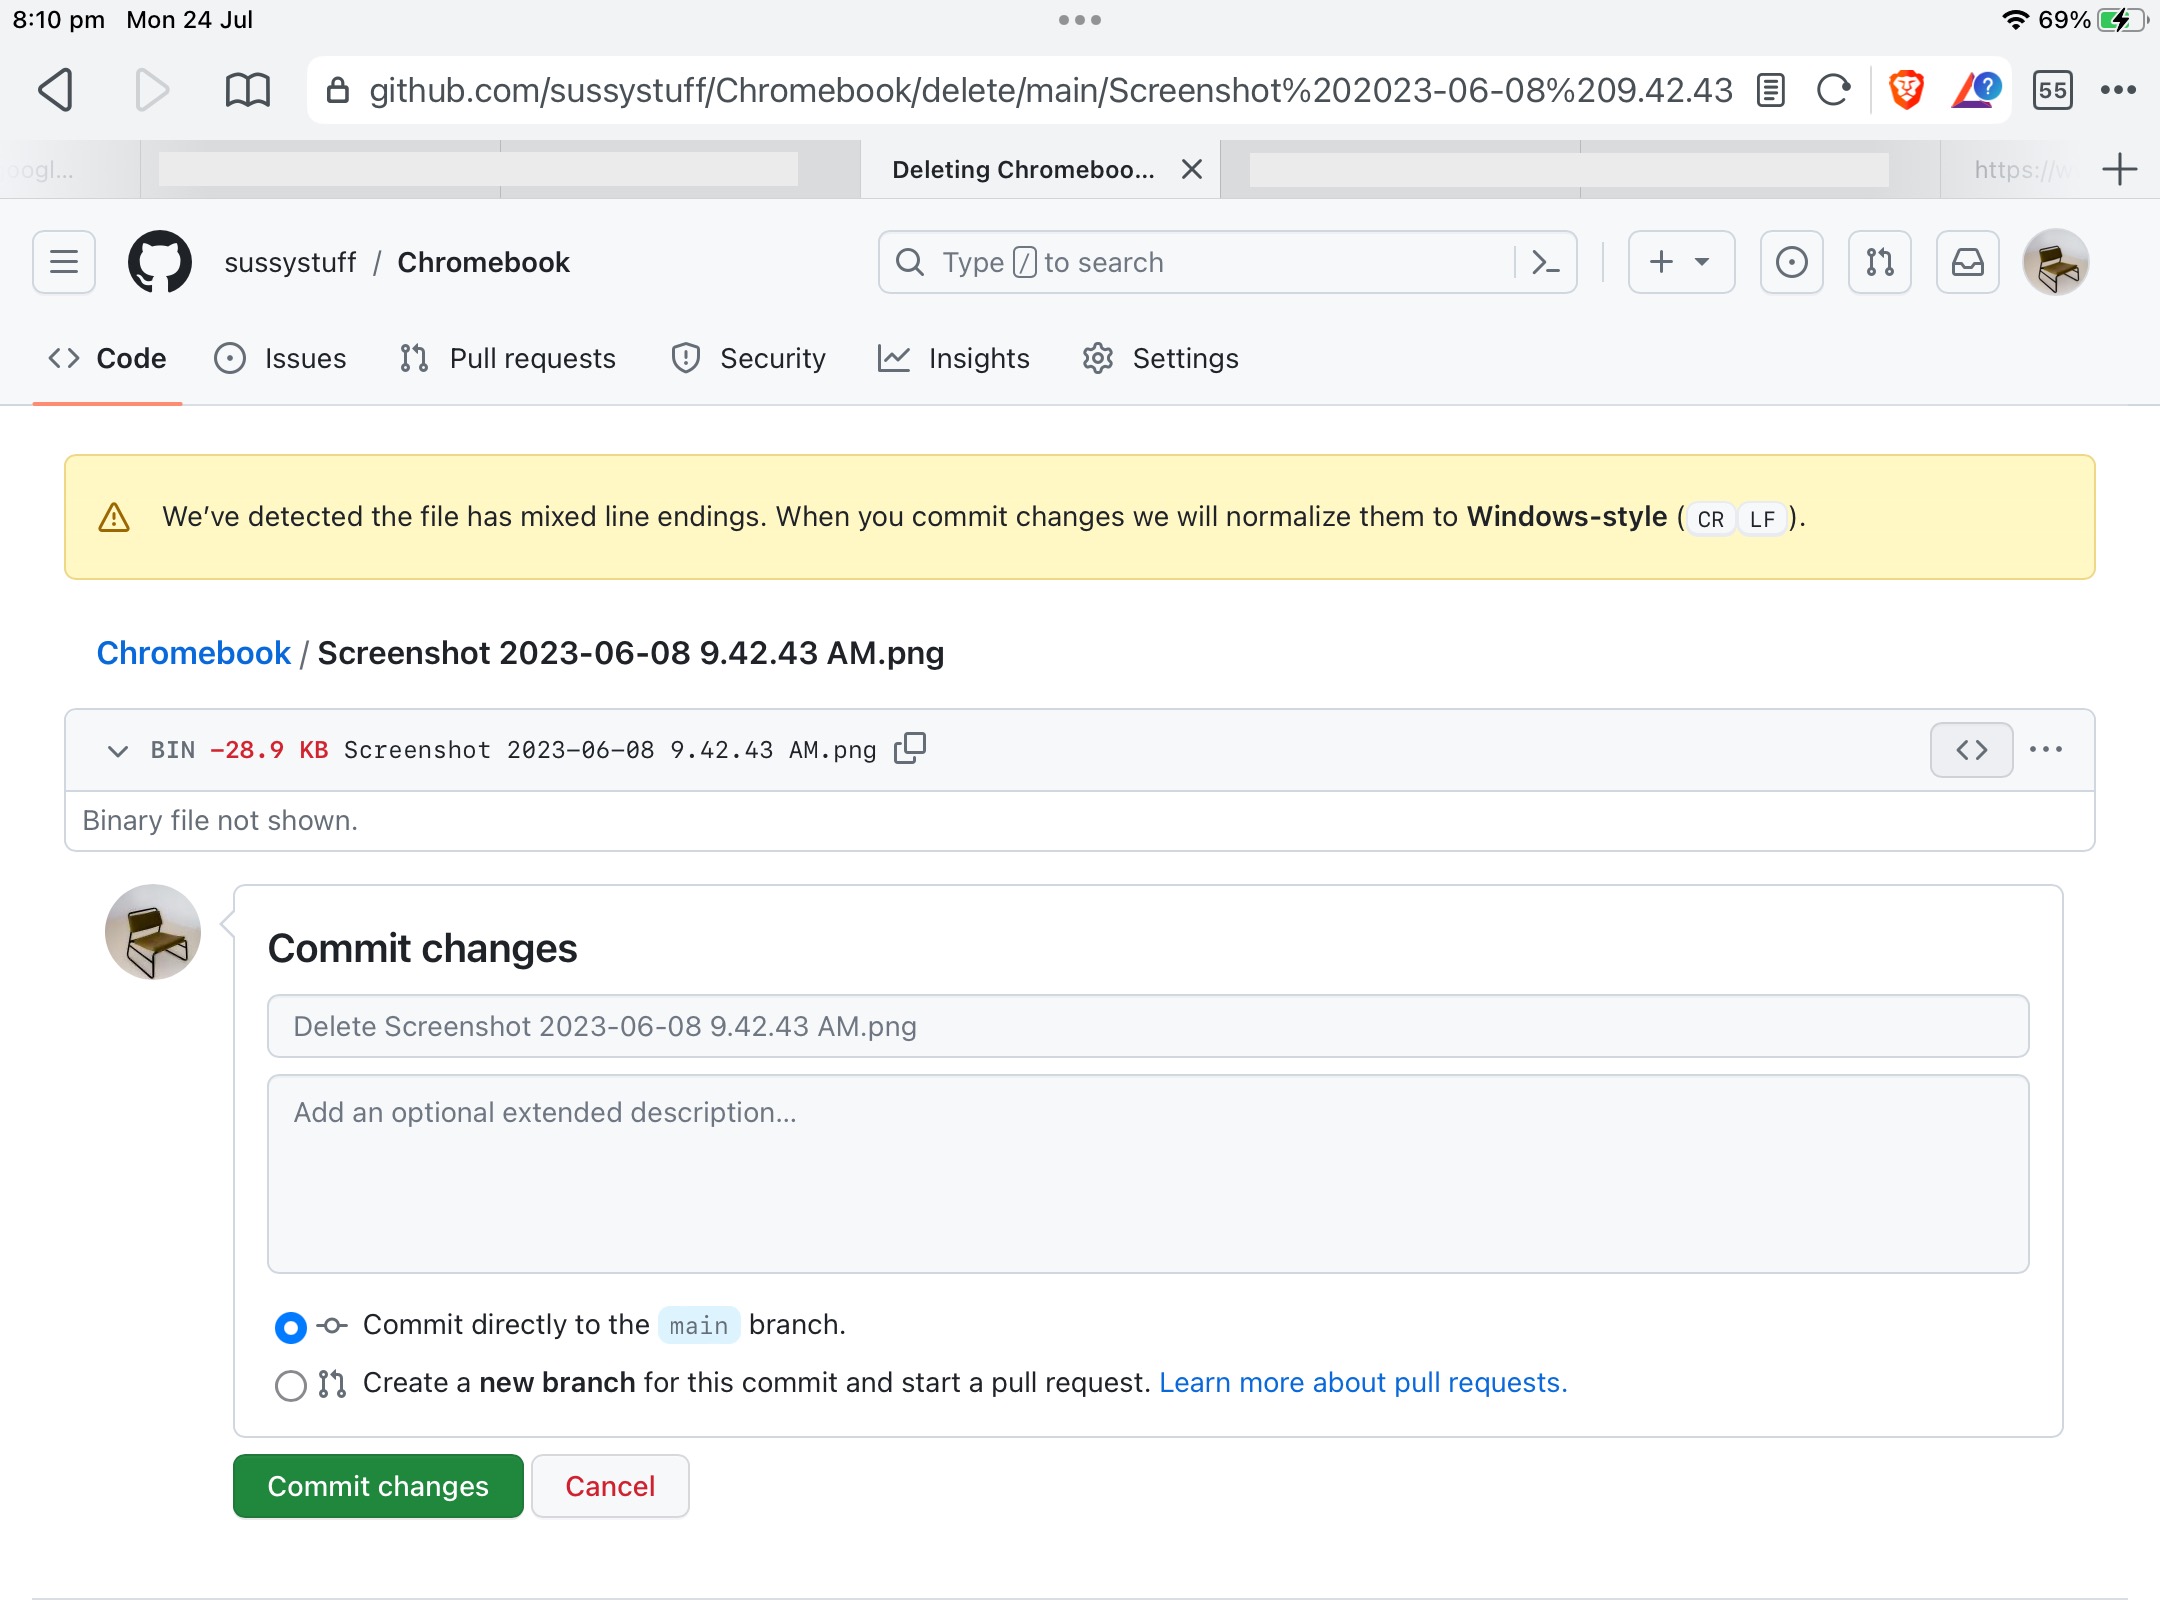 8:10 pm Mon 24 Jul
69%
github.com/sussystuff/Chromebook/delete/main/Screenshot%202023-06-08%209.42.43
?
55
oogl...
Deleting Chromeboo...
https://w
sussystuff / Chromebook
Type / to search
Code Issues Pull requests Security Insights Settings
We've detected the file has mixed line endings. When you commit changes we will normalize them to Windows-style (CR LF).
Chromebook / Screenshot 2023-06-08 9.42.43 AM.png
BIN -28.9 KB Screenshot 2023-06-08 9.42.43 AM.png
Binary file not shown.
Commit changes
Delete Screenshot 2023-06-08 9.42.43 AM.png
Add an optional extended description...
Commit directly to the main branch.
Create a new branch for this commit and start a pull request. Learn more about pull requests.
Commit changes Cancel